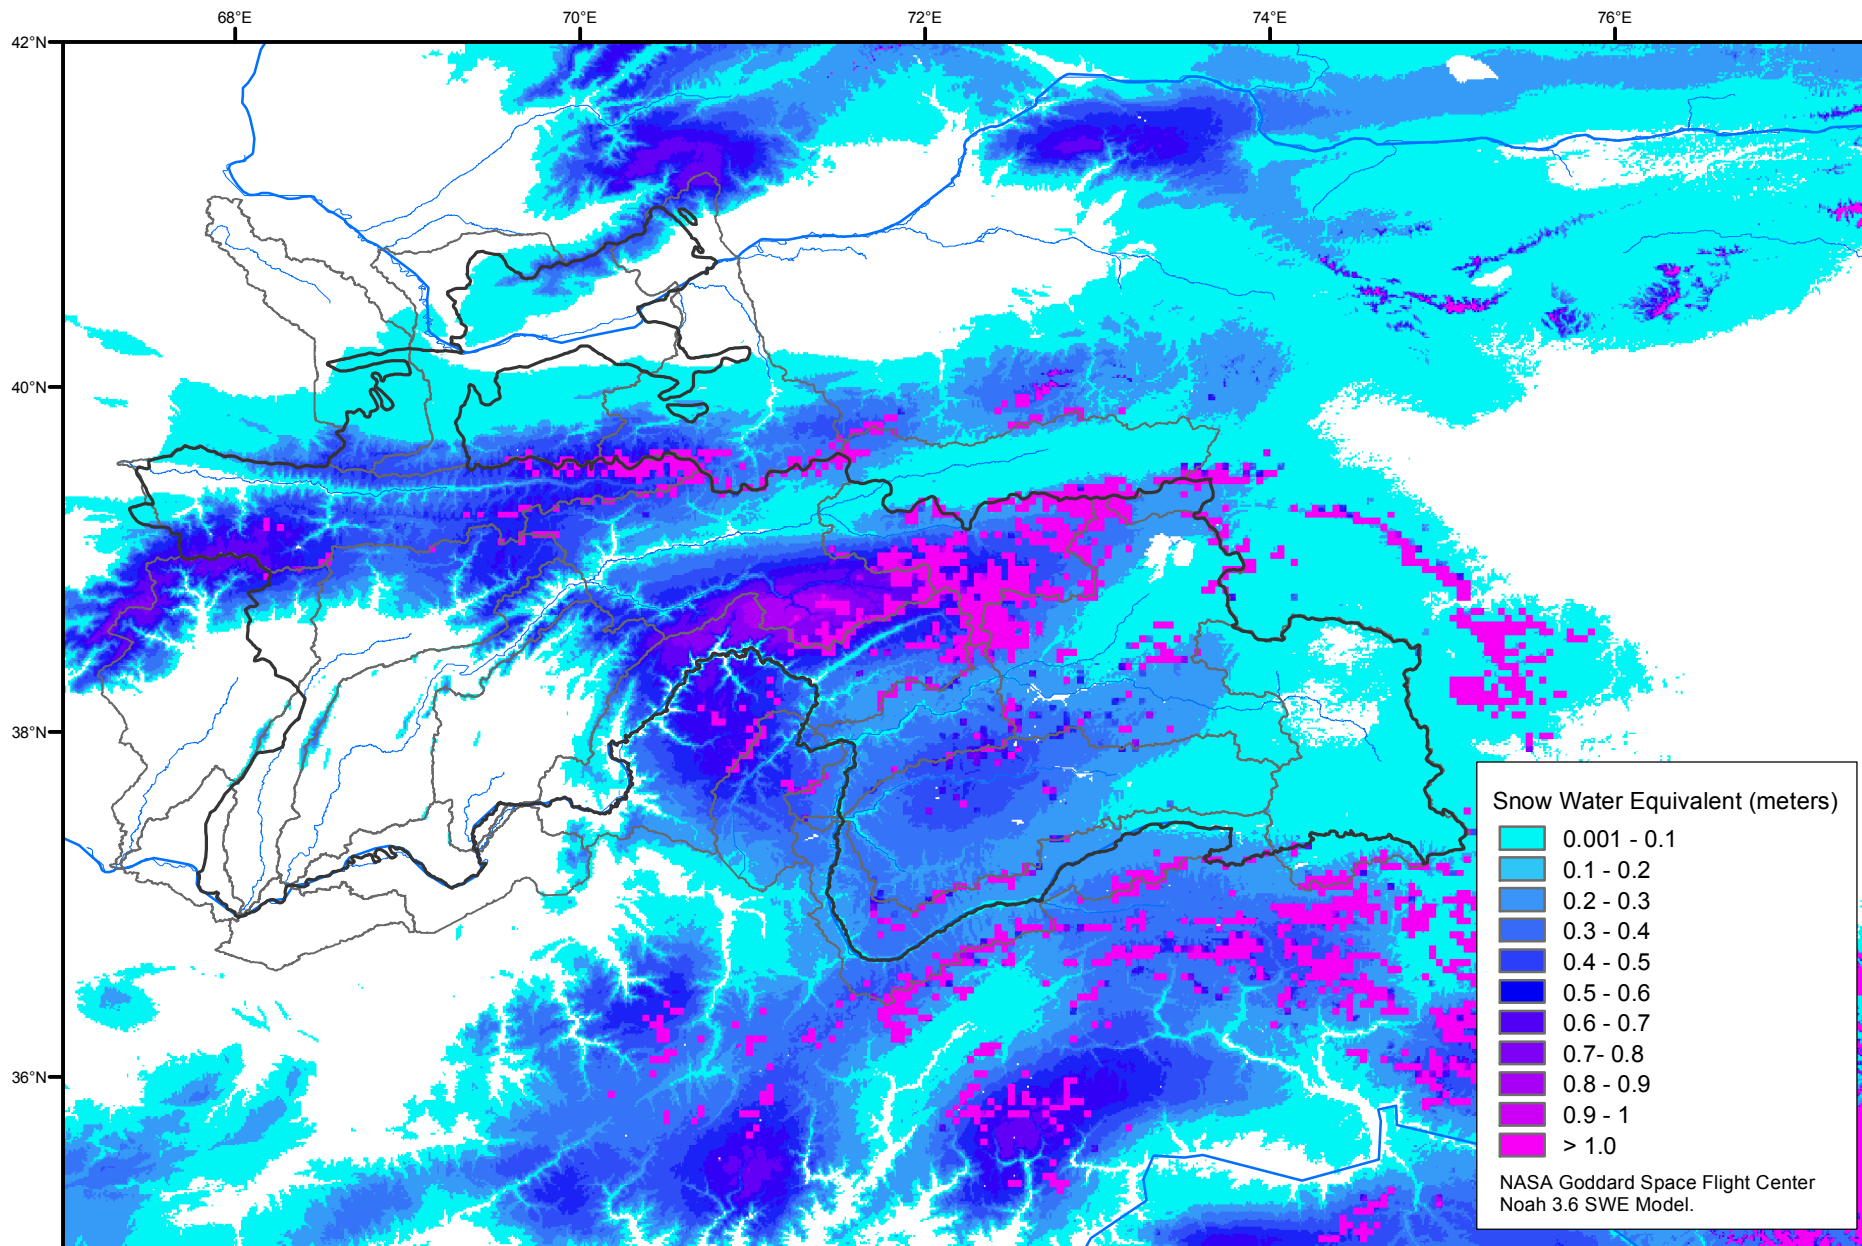 68°E 70°E 72°E 74°E 76°E
42°N
40°N
38°N
36°N
Snow Water Equivalent (meters)
0.001 - 0.1
0.1 - 0.2
0.2 - 0.3
0.3 - 0.4
0.4 - 0.5
0.5 - 0.6
0.6 - 0.7
0.7- 0.8
0.8 - 0.9
0.9 - 1
> 1.0
NASA Goddard Space Flight Center
Noah 3.6 SWE Model.